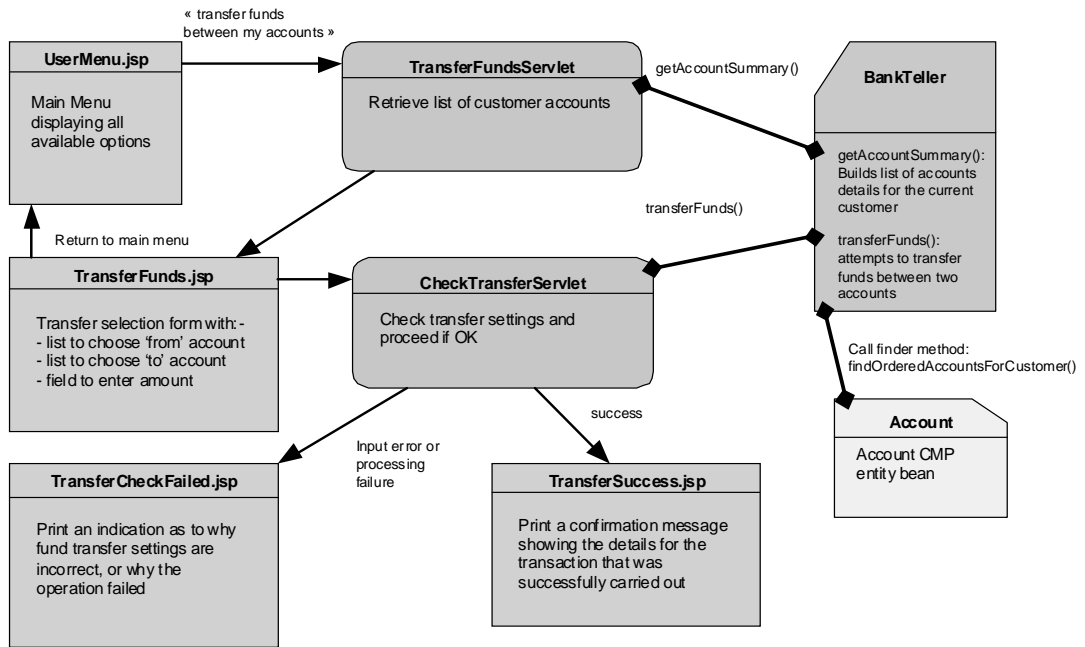 « transfer funds
between my accounts »
UserMenu.jsp
Main Menu
displaying all
available options
TransferFundsServlet
Retrieve list of customer accounts
getAccountSummary()
BankTeller
getAccountSummary():
Builds list of accounts
details for the current
customer
transferFunds():
attempts to transfer
funds between two
accounts
transferFunds()
Return to main menu
TransferFunds.jsp
Transfer selection form with:-
- list to choose ‘from’ account
- list to choose ‘to’ account
- field to enter amount
CheckTransferServlet
Check transfer settings and
proceed if OK
Call finder method:
findOrderedAccountsForCustomer()
Account
Account CMP
entity bean
Input error or
processing
failure
success
TransferCheckFailed.jsp
Print an indication as to why
fund transfer settings are
incorrect, or why the
operation failed
TransferSuccess.jsp
Print a confirmation message
showing the details for the
transaction that was
successfully carried out